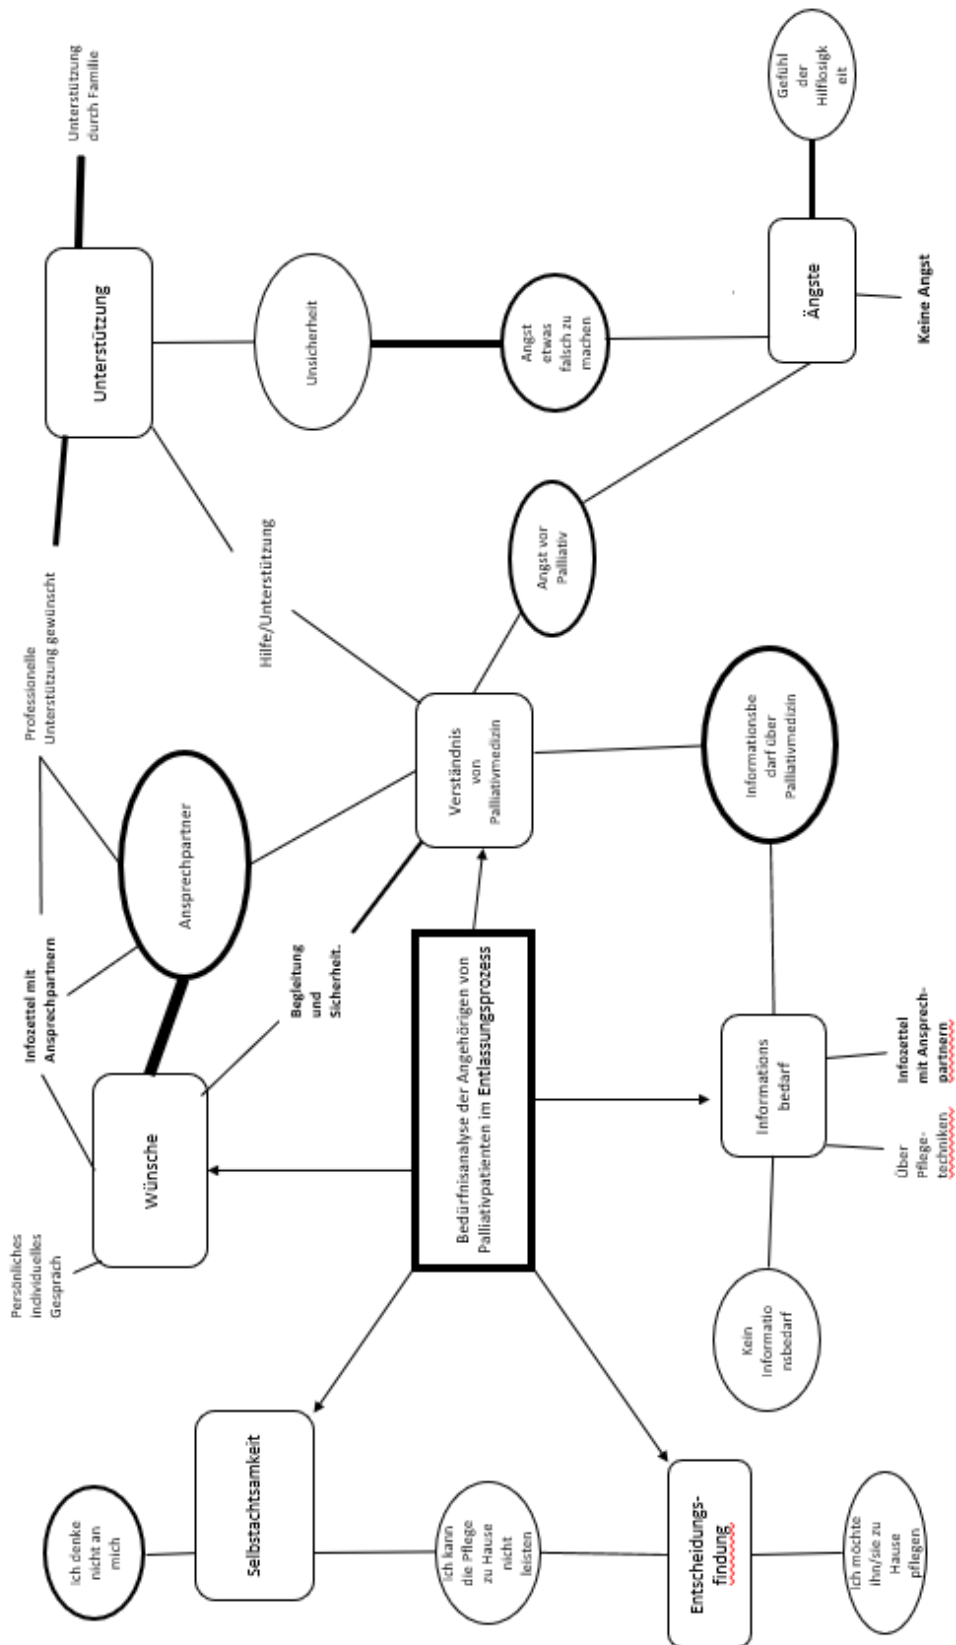 Ich denke
nicht an
mich
Persönliches
individuelles
Gespräch
Infozettel mit
Ansprechpartnern
Professionelle
Unterstützung gewünscht
Unterstützung
durch Familie
Wünsche
Ansprechpartner
Unterstützung
Selbstachtsamkeit
Begleitung
und
Sicherheit.
Hilfe/Unterstützung
Unsicherheit
Ich kann
die Pflege
zu Hause
nicht
leisten
Bedürfnisanalyse der Angehörigen von
Palliativpatienten im Entlassungsprozess
Verständnis
von
Palliativmedizin
Angst vor
Palliativ
Angst
etwas
falsch zu
machen
Entscheidungs-
findung
Kein
Informatio
nsbedarf
Informations
bedarf
Informationsbe
darf über
Palliativmedizin
Ängste
Gefühl
der
Hilflosigk
eit
Ich möchte
ihn/sie zu
Hause
pflegen
Über
Pflege-
techniken
Infozettel
mit Ansprech-
partnern
Keine Angst